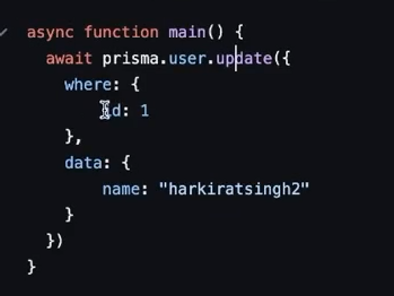 async function main() {
await prisma.user.update({
where: {
id: 1
},
data: {
name: "harkiratsingh2"
}
})
}